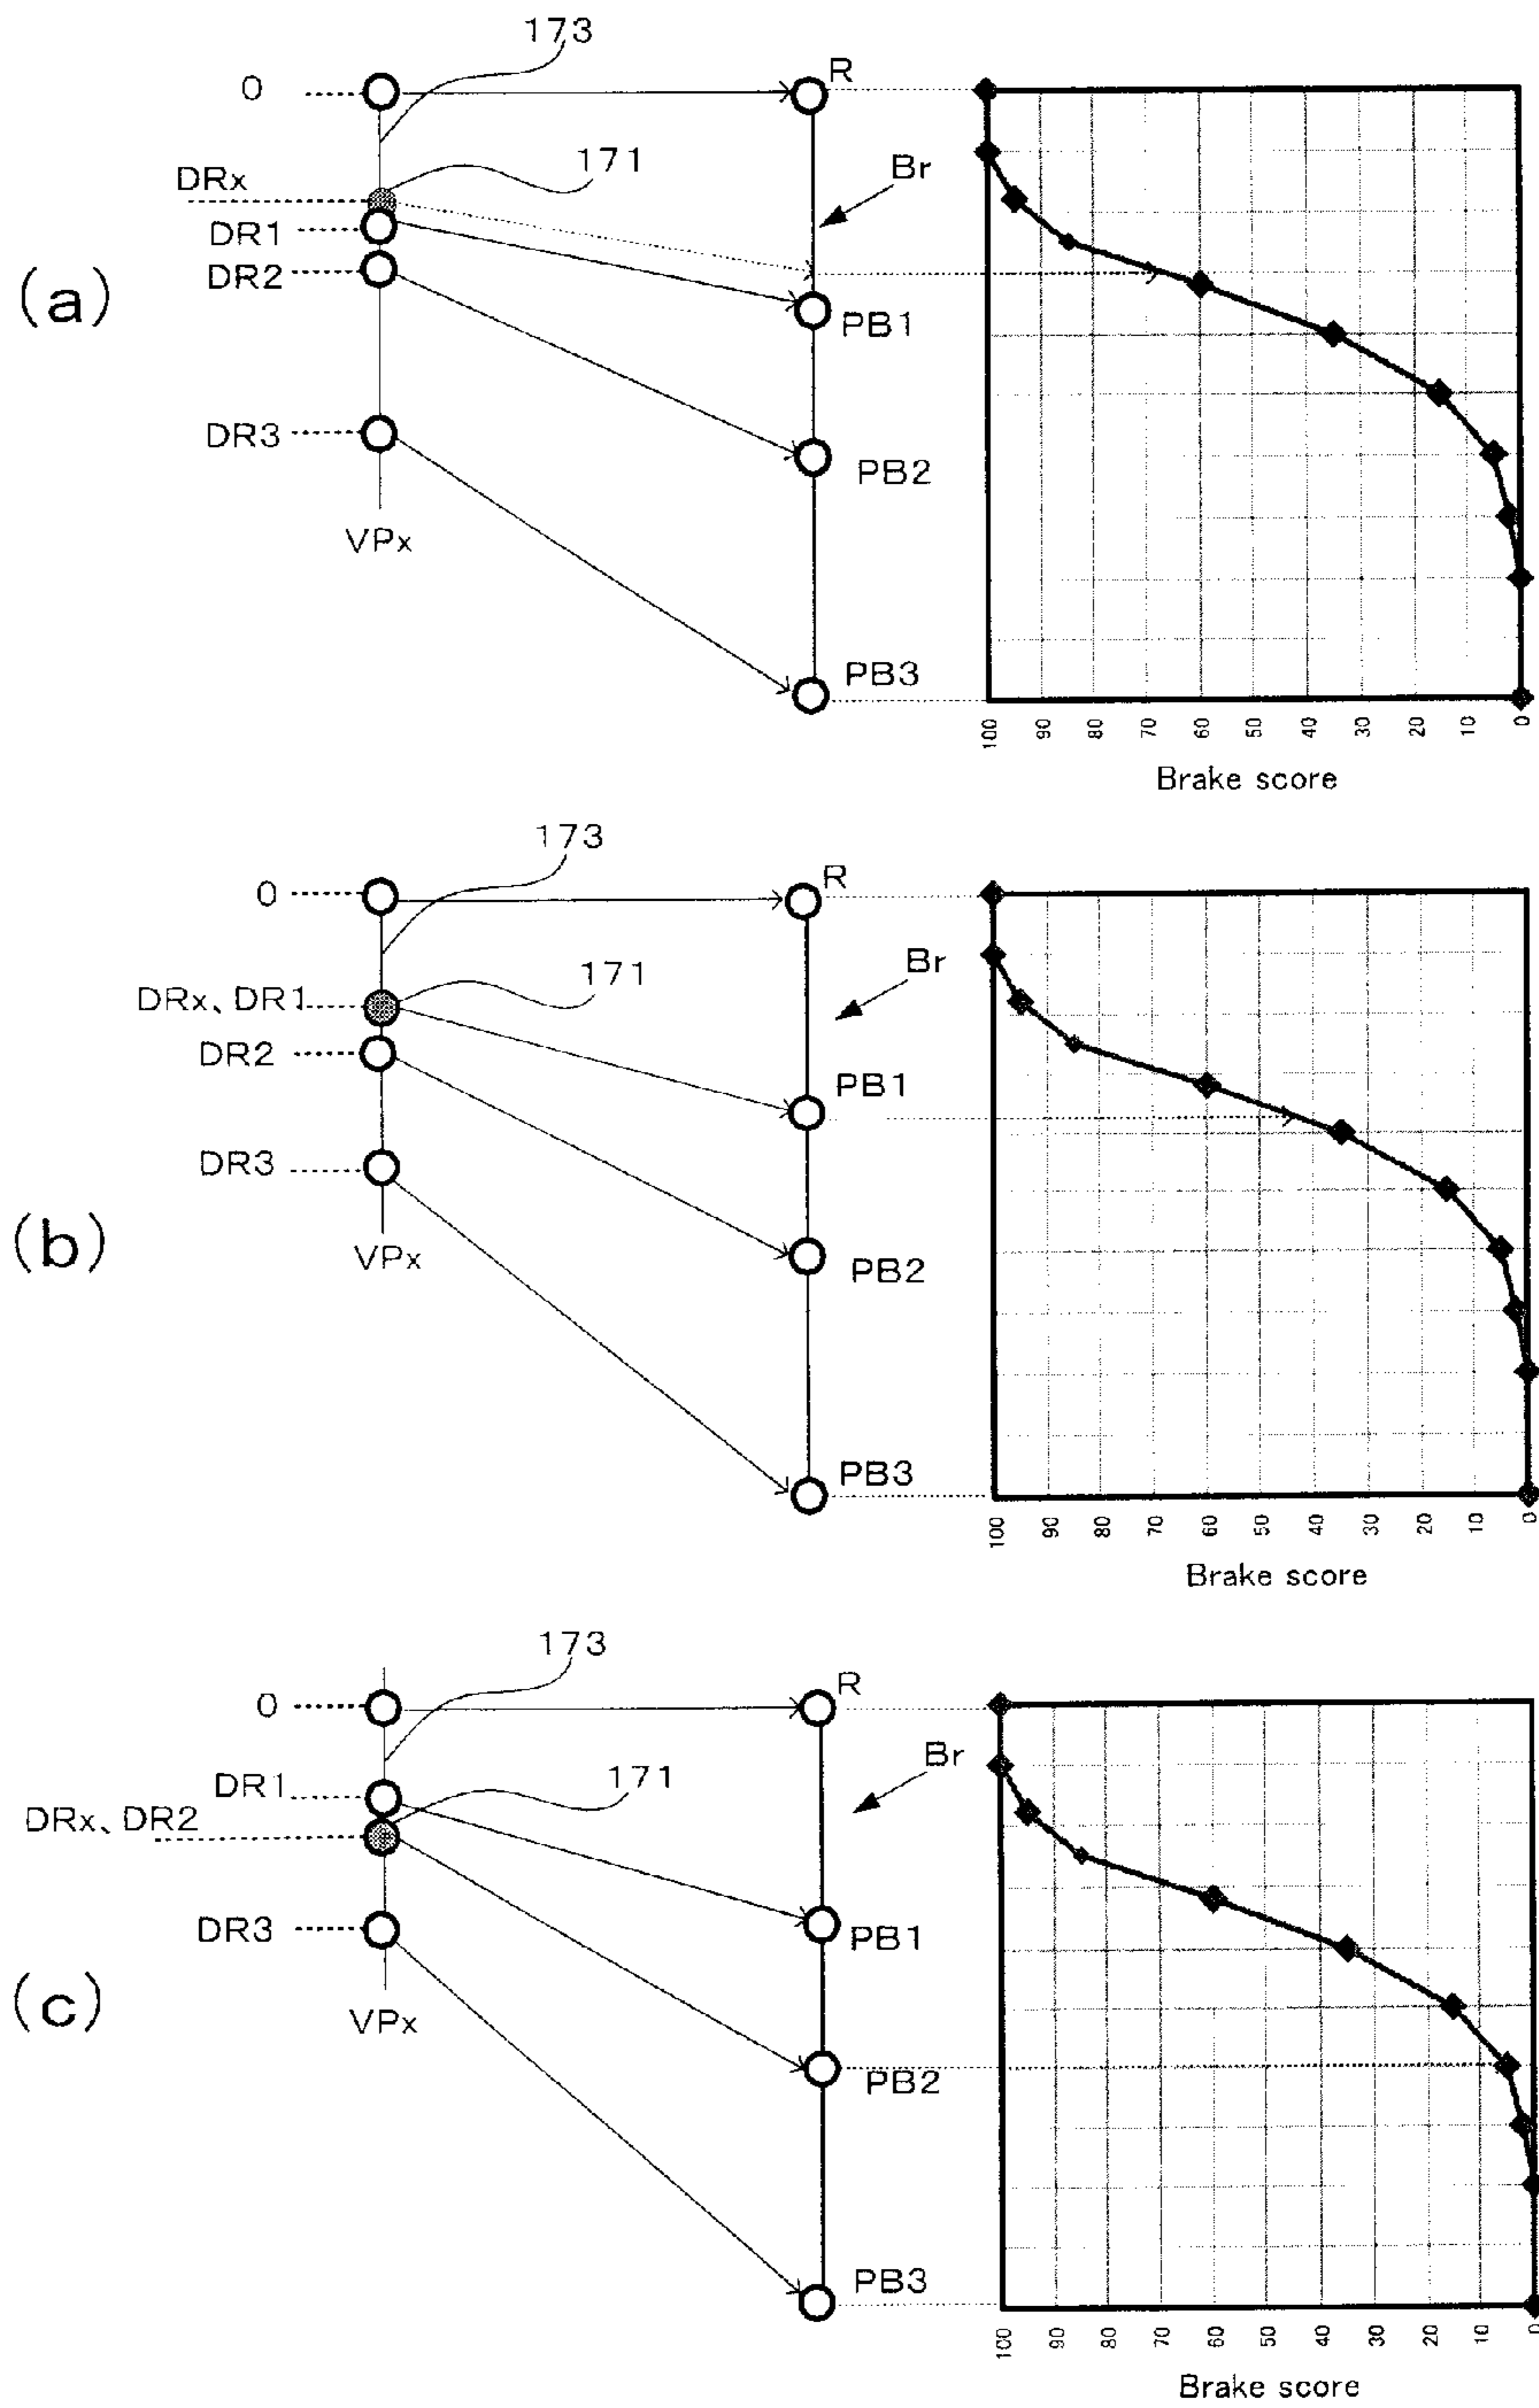 (a)
173
0
R
DRx
171
Br
DR1
DR2
PB1
DR3
PB2
VPx
PB3
100 90 80 70 60 50 40 30 20 10 0
Brake score
(b)
173
0
R
DRx、DR1
171
Br
DR2
PB1
DR3
VPx
PB2
PB3
100 90 80 70 60 50 40 30 20 10 0
Brake score
(c)
173
0
R
DR1
171
Br
DRx、DR2
DR3
PB1
VPx
PB2
PB3
100 90 80 70 60 50 40 30 20 10 0
Brake score